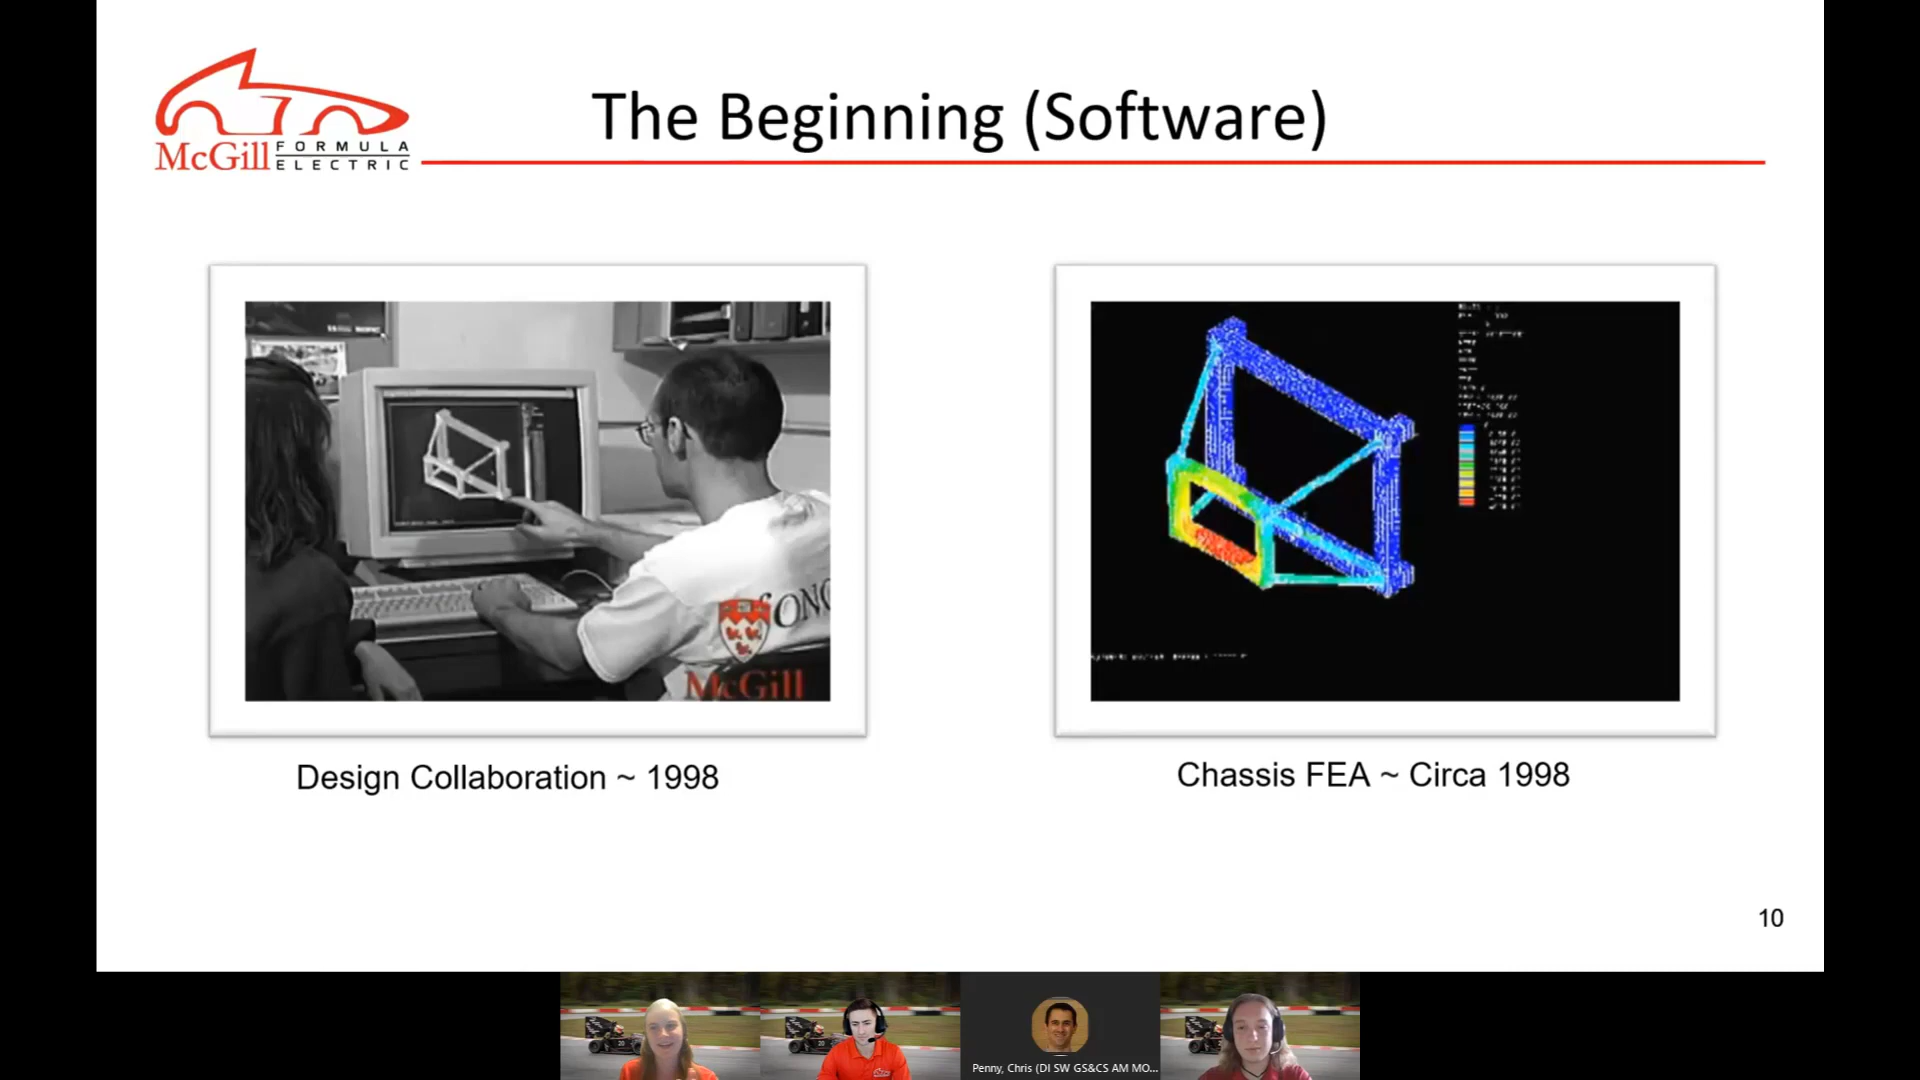 The Beginning (Software)
McGill FORMULA
ELECTRIC
McGill
Design Collaboration ~ 1998
Chassis FEA ~ Circa 1998
10
Penny, Chris (DI SW GS&CS AM MO...